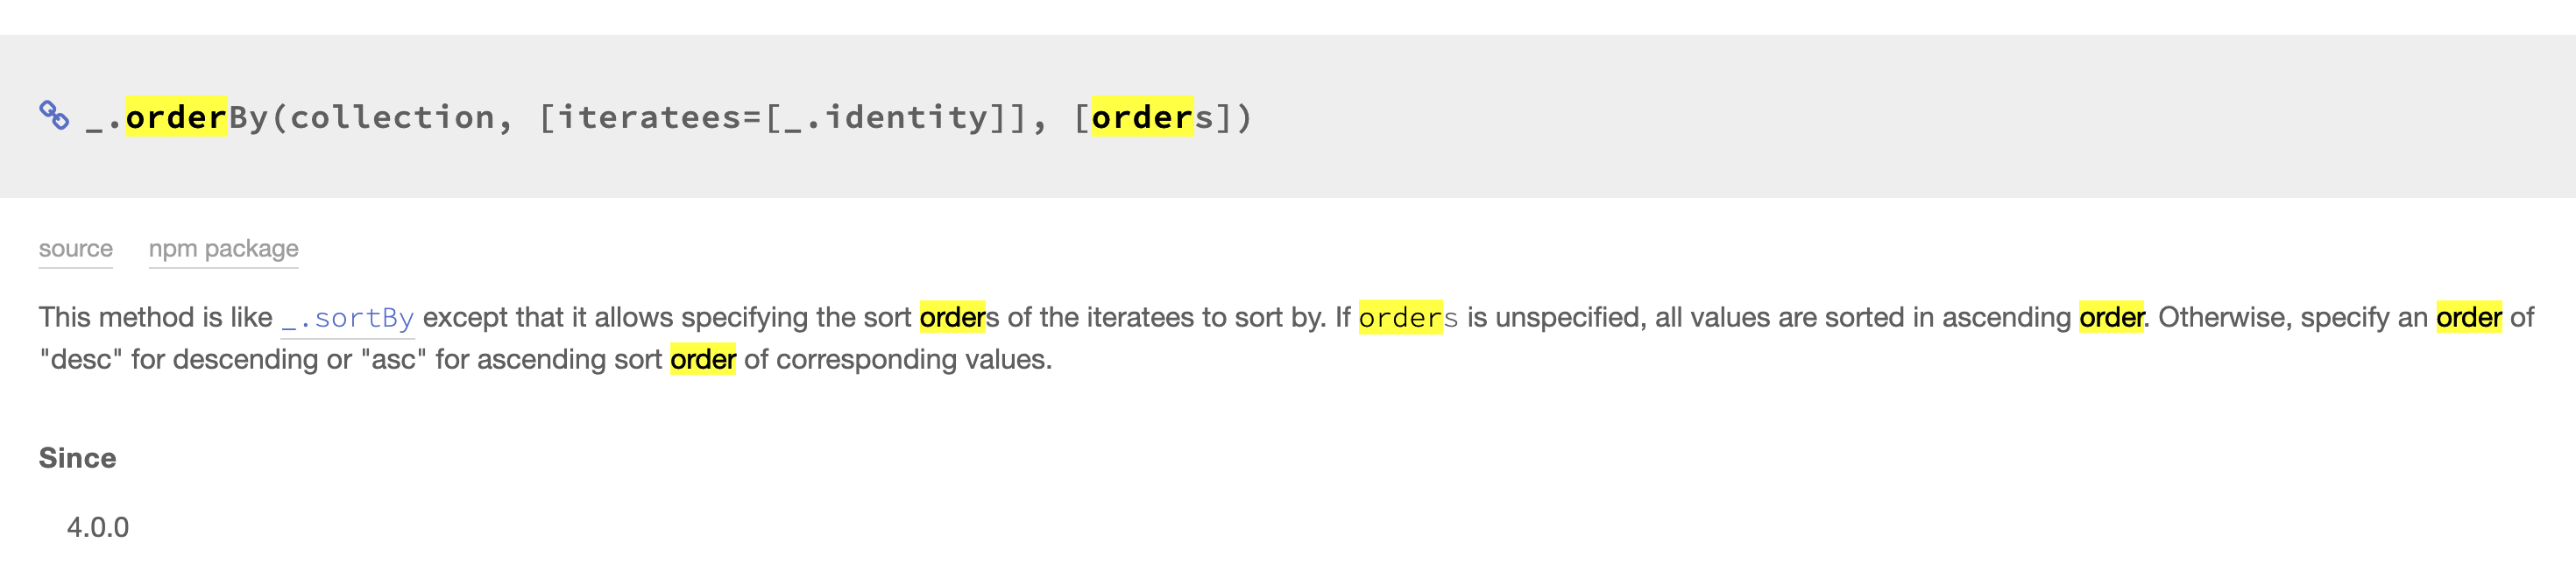 _.orderBy(collection, [iteratees=[_.identity]], [orders])
source npm package
This method is like _.sortBy except that it allows specifying the sort orders of the iteratees to sort by. If orders is unspecified, all values are sorted in ascending order. Otherwise, specify an order of
"desc" for descending or "asc" for ascending sort order of corresponding values.
Since
4.0.0